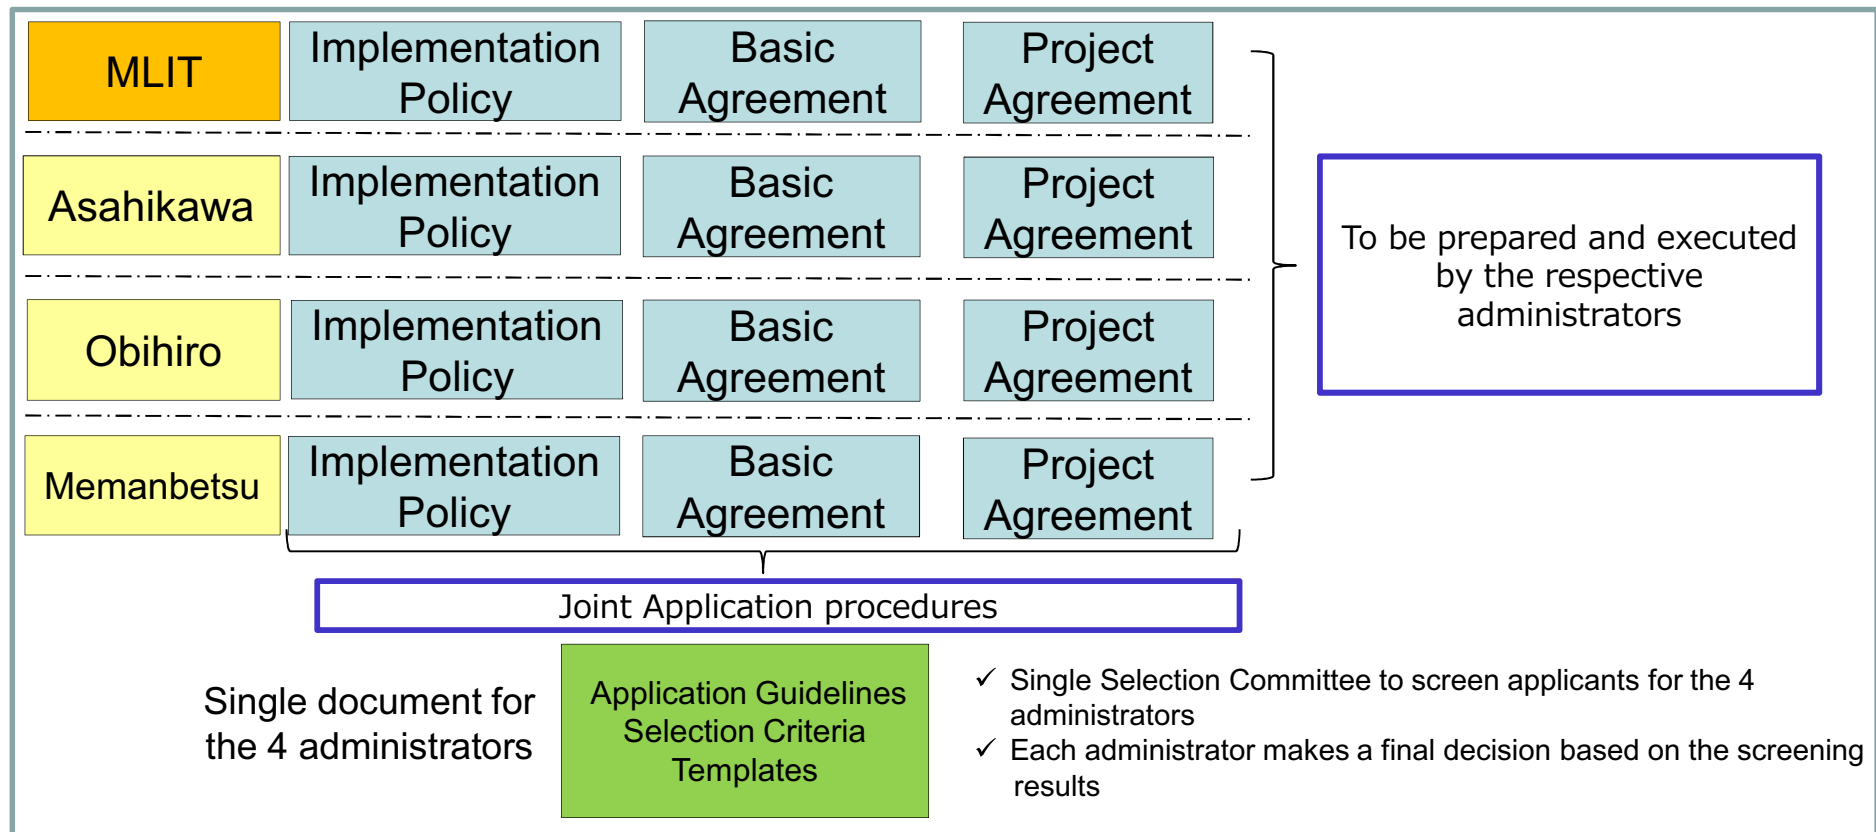 MLIT
Implementation
Policy
Basic
Agreement
Project
Agreement
Asahikawa
Implementation
Policy
Basic
Agreement
Project
Agreement
Obihiro
Implementation
Policy
Basic
Agreement
Project
Agreement
Memanbetsu
Implementation
Policy
Basic
Agreement
Project
Agreement
To be prepared and executed
by the respective
administrators
Joint Application procedures
Single document for
the 4 administrators
Application Guidelines
Selection Criteria
Templates
✓ Single Selection Committee to screen applicants for the 4
administrators
✓ Each administrator makes a final decision based on the screening
results